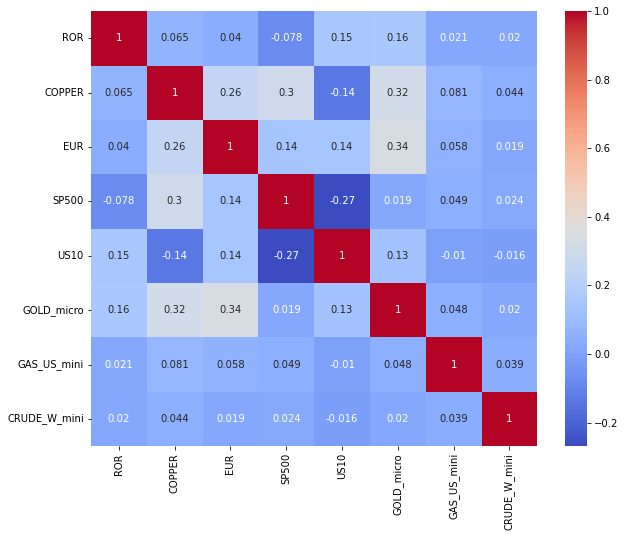 ROR 1 0.065 0.04 -0.078 0.15 0.16 0.021 0.02
COPPER 0.065 1 0.26 0.3 -0.14 0.32 0.081 0.044
EUR 0.04 0.26 1 0.14 0.14 0.34 0.058 0.019
SP500 -0.078 0.3 0.14 1 -0.27 0.019 0.049 0.024
US10 0.15 -0.14 0.14 -0.27 1 0.13 -0.01 -0.016
GOLD_micro 0.16 0.32 0.34 0.019 0.13 1 0.048 0.02
GAS_US_mini 0.021 0.081 0.058 0.049 -0.01 0.048 1 0.039
CRUDE_W_mini 0.02 0.044 0.019 0.024 -0.016 0.02 0.039 1
ROR
COPPER
EUR
SP500
US10
GOLD_micro
GAS_US_mini
CRUDE_W_mini
1.0
0.8
0.6
0.4
0.2
0.0
−0.2